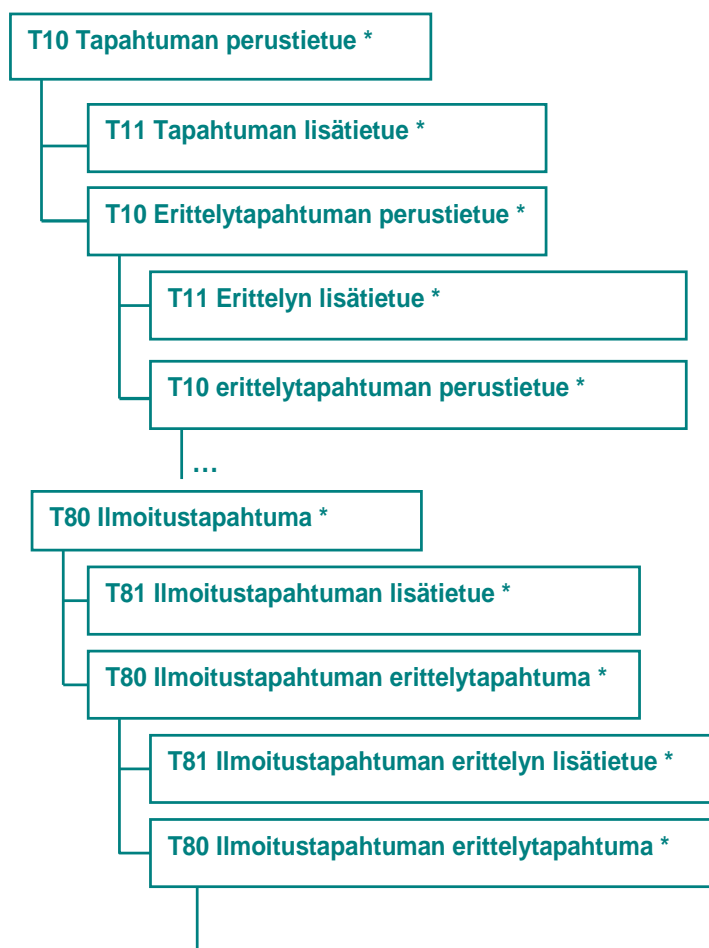 T10 Tapahtuman perustietue *
T11 Tapahtuman lisätietue *
T10 Erittelytapahtuman perustietue *
T11 Erittelyn lisätietue *
T10 erittelytapahtuman perustietue *
...
T80 Ilmoitustapahtuma *
T81 Ilmoitustapahtuman lisätietue *
T80 Ilmoitustapahtuman erittelytapahtuma *
T81 Ilmoitustapahtuman erittelyn lisätietue *
T80 Ilmoitustapahtuman erittelytapahtuma *